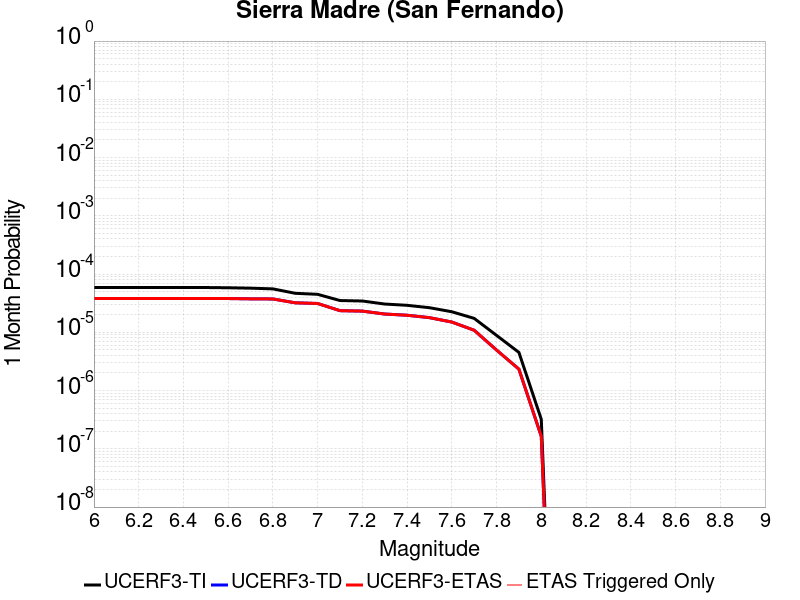 Sierra Madre (San Fernando)
10^0
10^-1
10^-2
10^-3
10^-4
10^-5
10^-6
10^-7
10^-8
1 Month Probability
6 6.2 6.4 6.6 6.8 7 7.2 7.4 7.6 7.8 8 8.2 8.4 8.6 8.8 9
Magnitude
UCERF3-TI UCERF3-TD UCERF3-ETAS ETAS Triggered Only